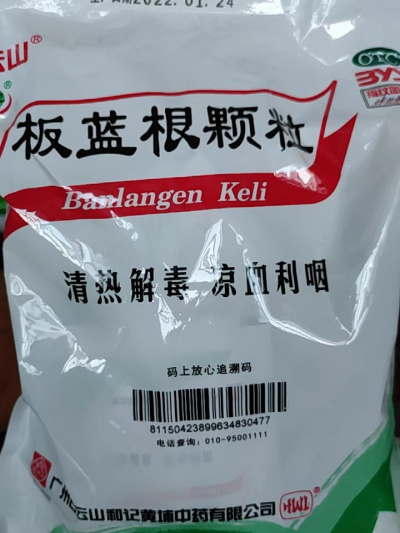 2022.01.24
云山®
OTC
板蓝根颗粒
Banlangen Keli
清热解毒 凉血利咽
码上放心追溯码
81150423899634830477
电话查询：010-95001111
广州白云山和记黄埔中药有限公司